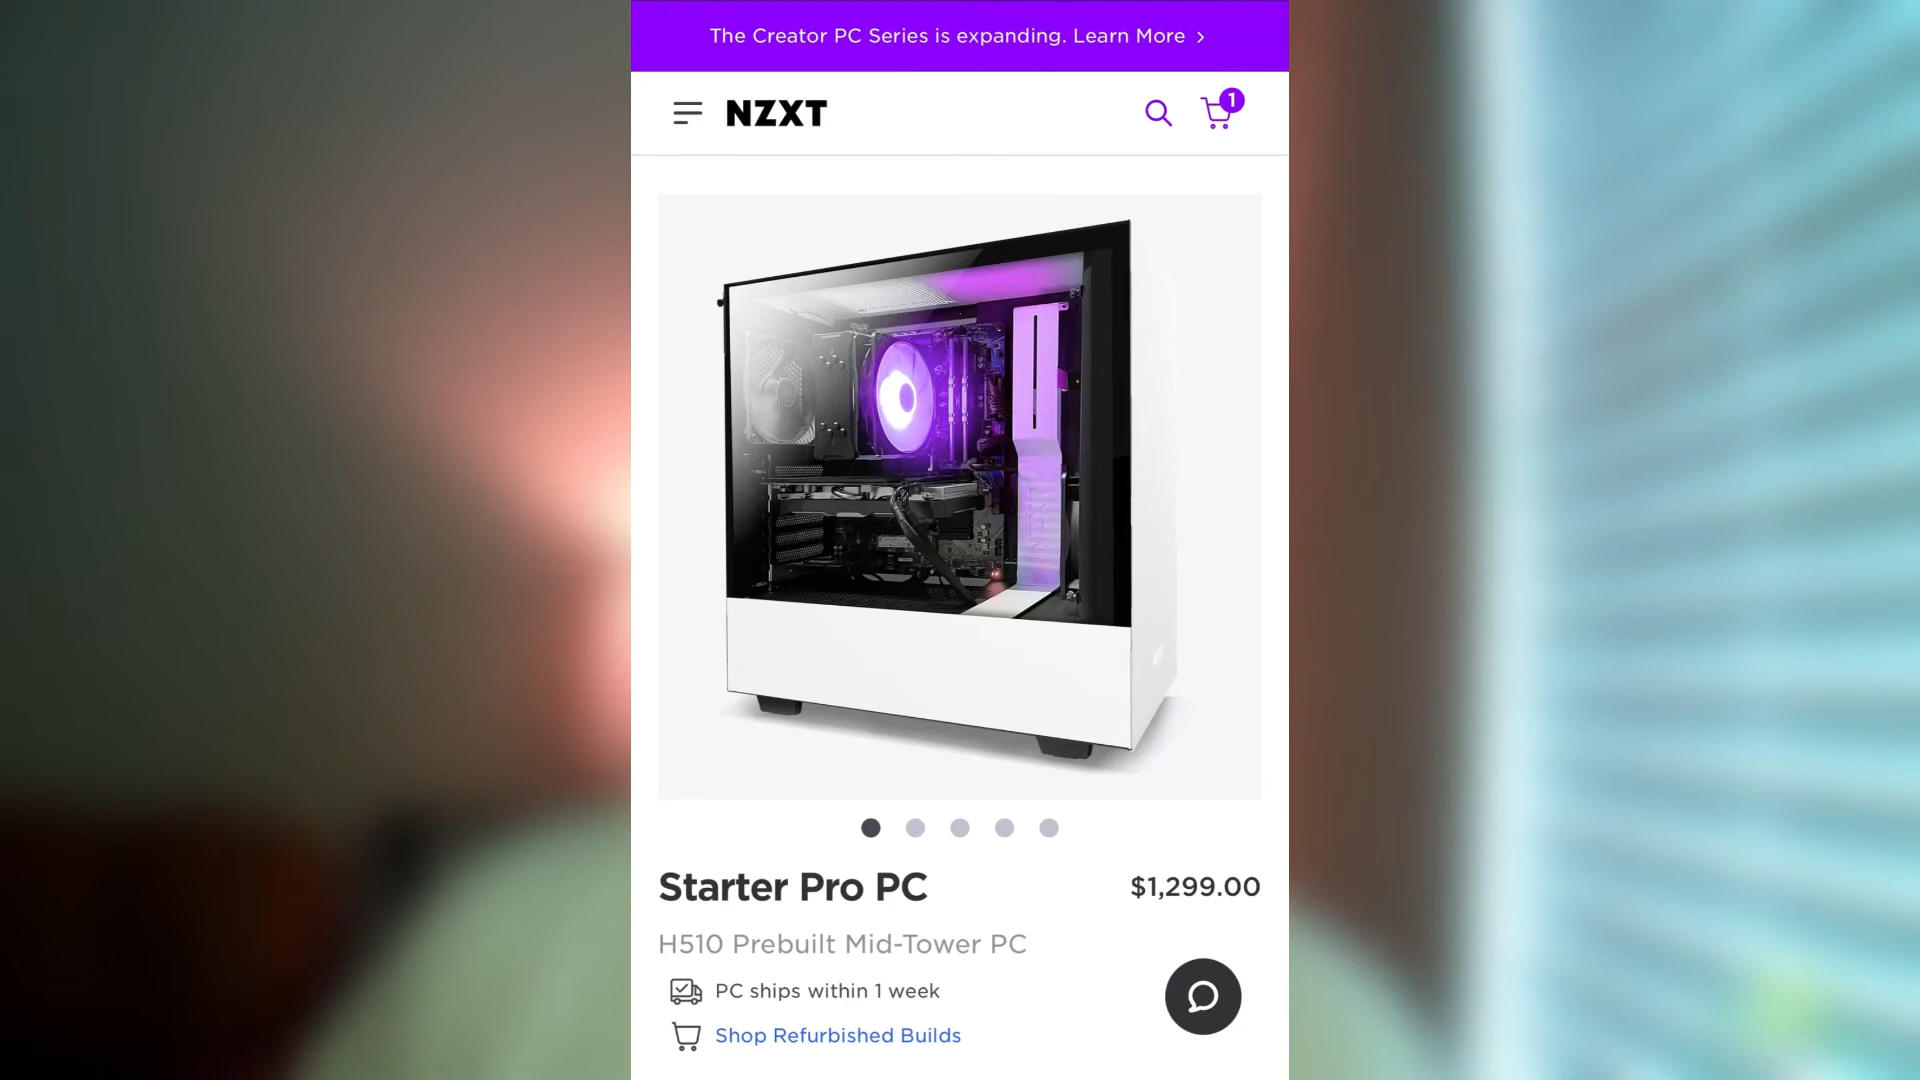 The Creator PC Series is expanding. Learn More >
NZXT
1
NZXT
Starter Pro PC
$1,299.00
H510 Prebuilt Mid-Tower PC
PC ships within 1 week
Shop Refurbished Builds